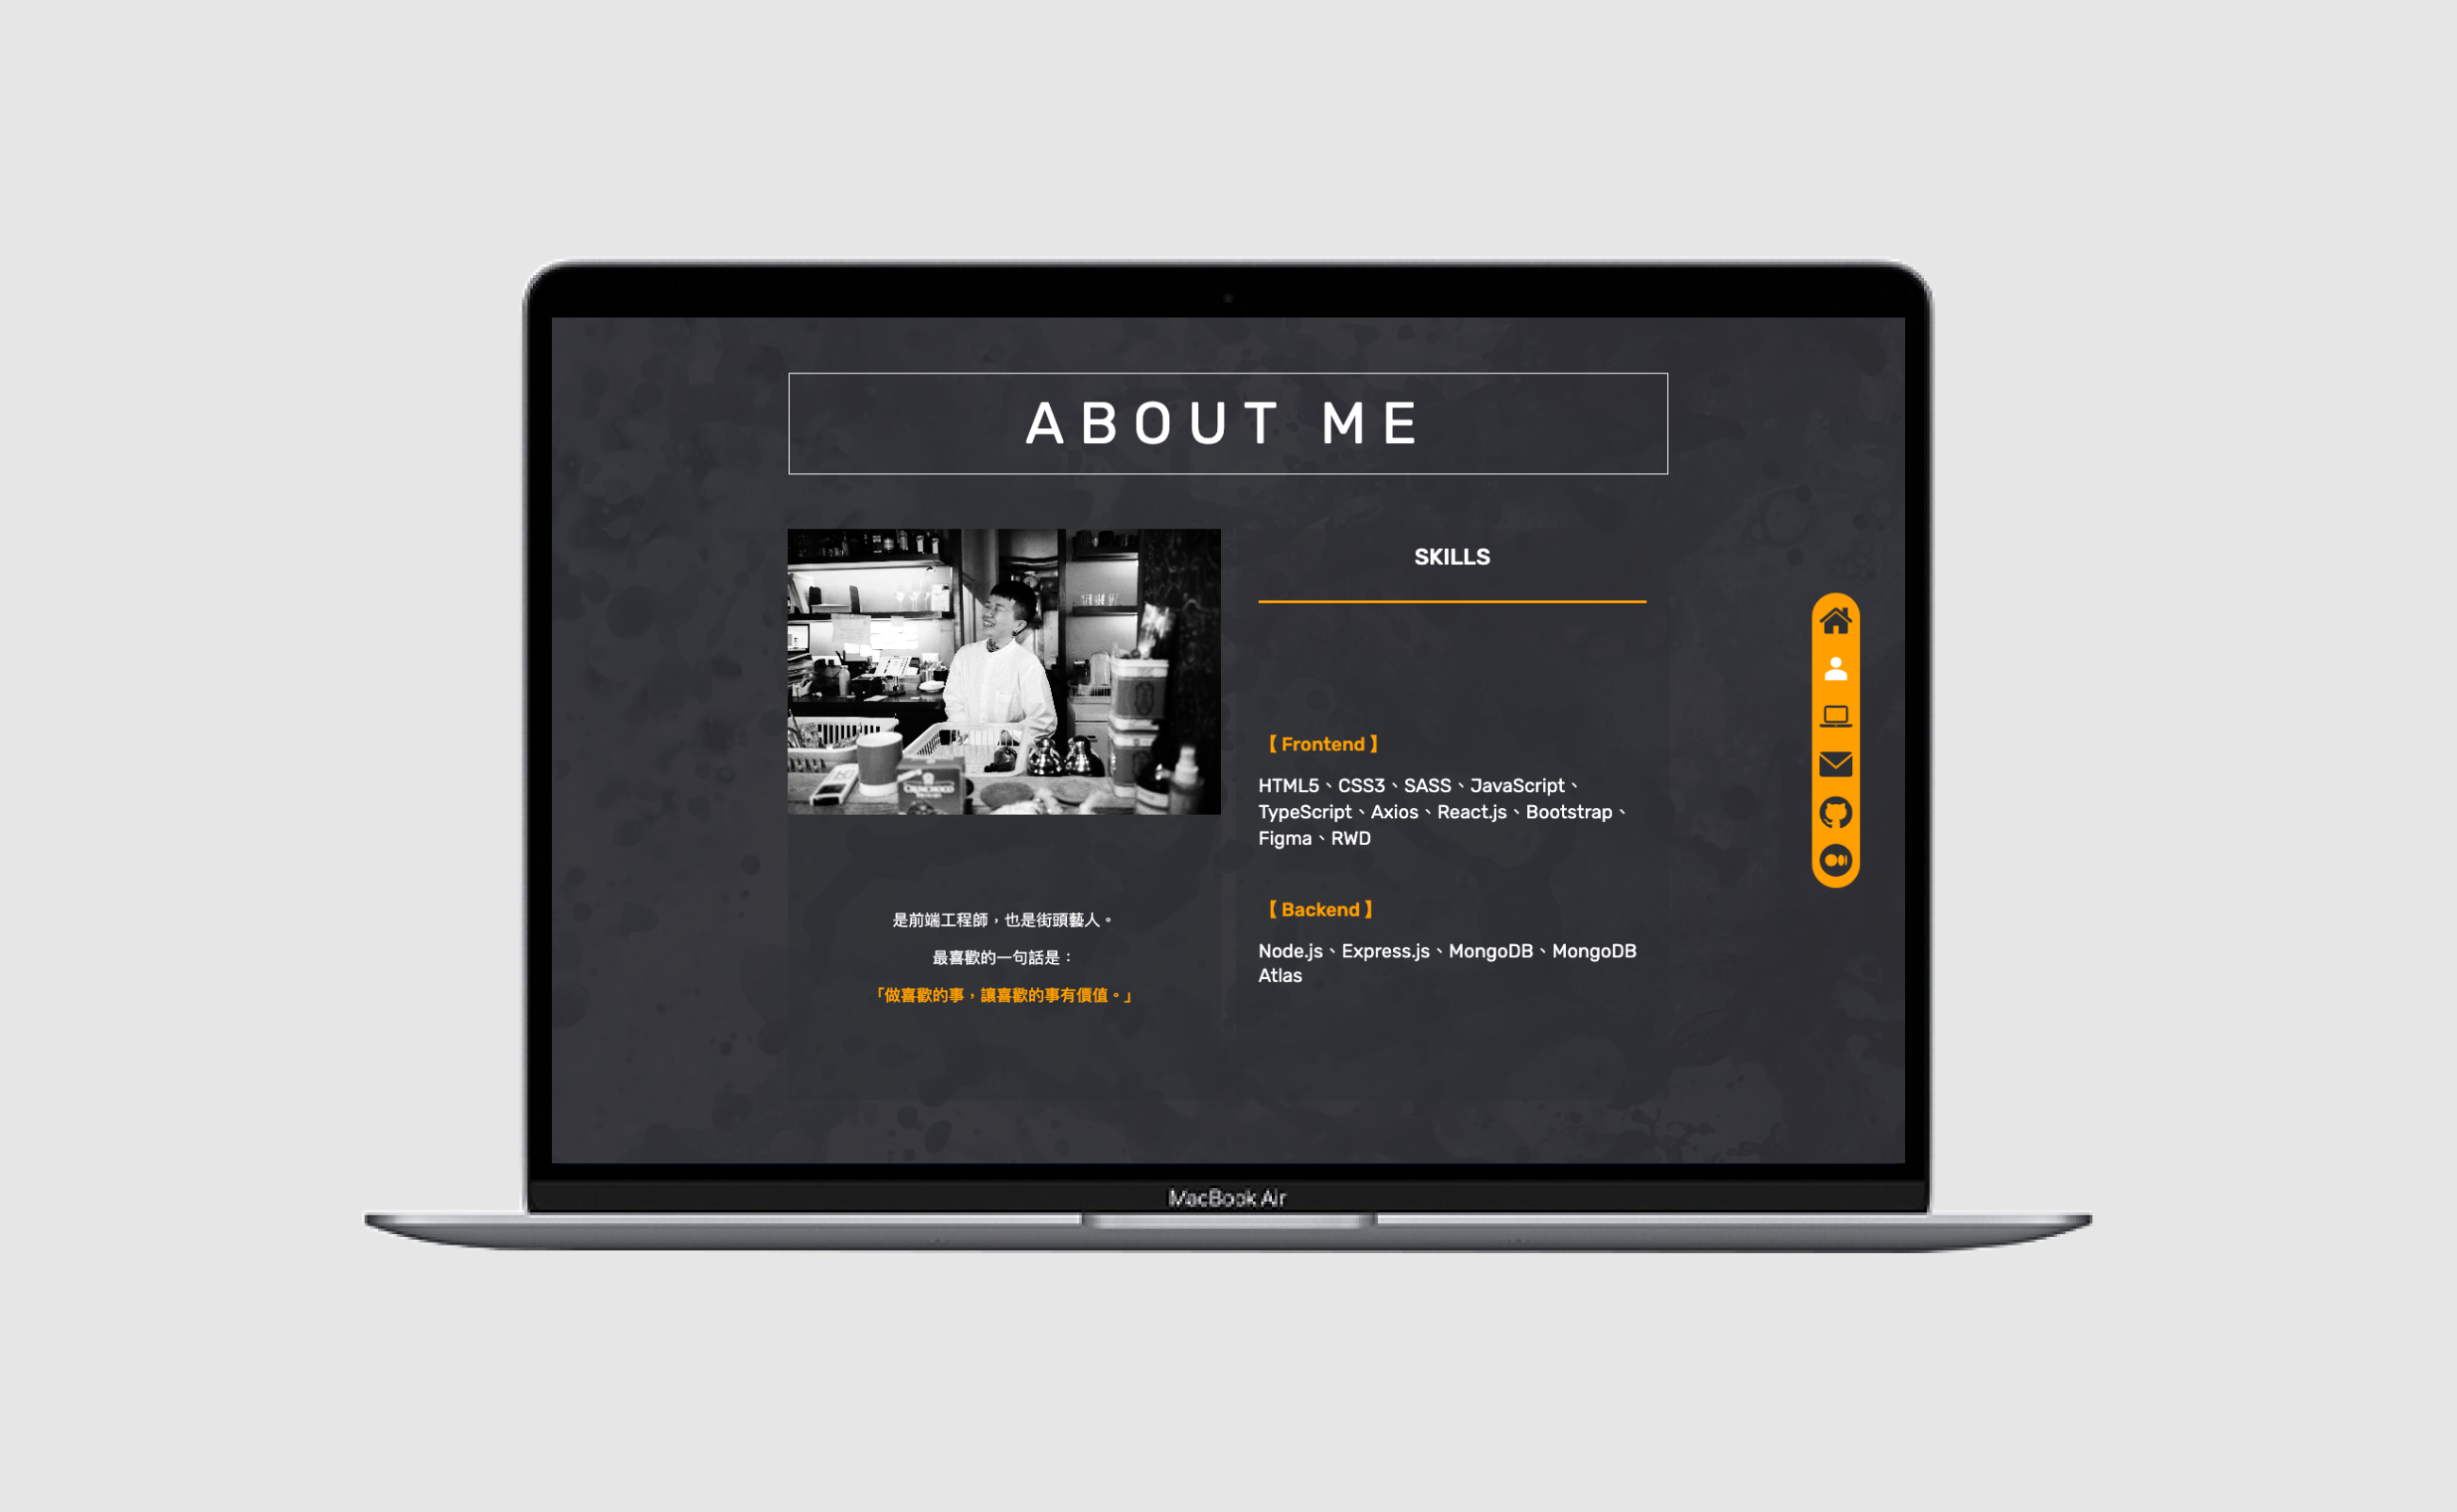 ABOUT ME
CRUNCHOCO
是前端工程師，也是街頭藝人。
最喜歡的一句話是：
「做喜歡的事，讓喜歡的事有價值。」
SKILLS
【 Frontend 】
HTML5、CSS3、SASS、JavaScript、
TypeScript、Axios、React.js、Bootstrap、
Figma、RWD
【 Backend 】
Node.js、Express.js、MongoDB、MongoDB
Atlas
MacBook Air